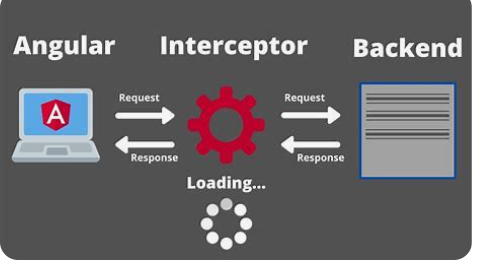 Angular Interceptor Backend
Request Request
A
Response Response
Loading...